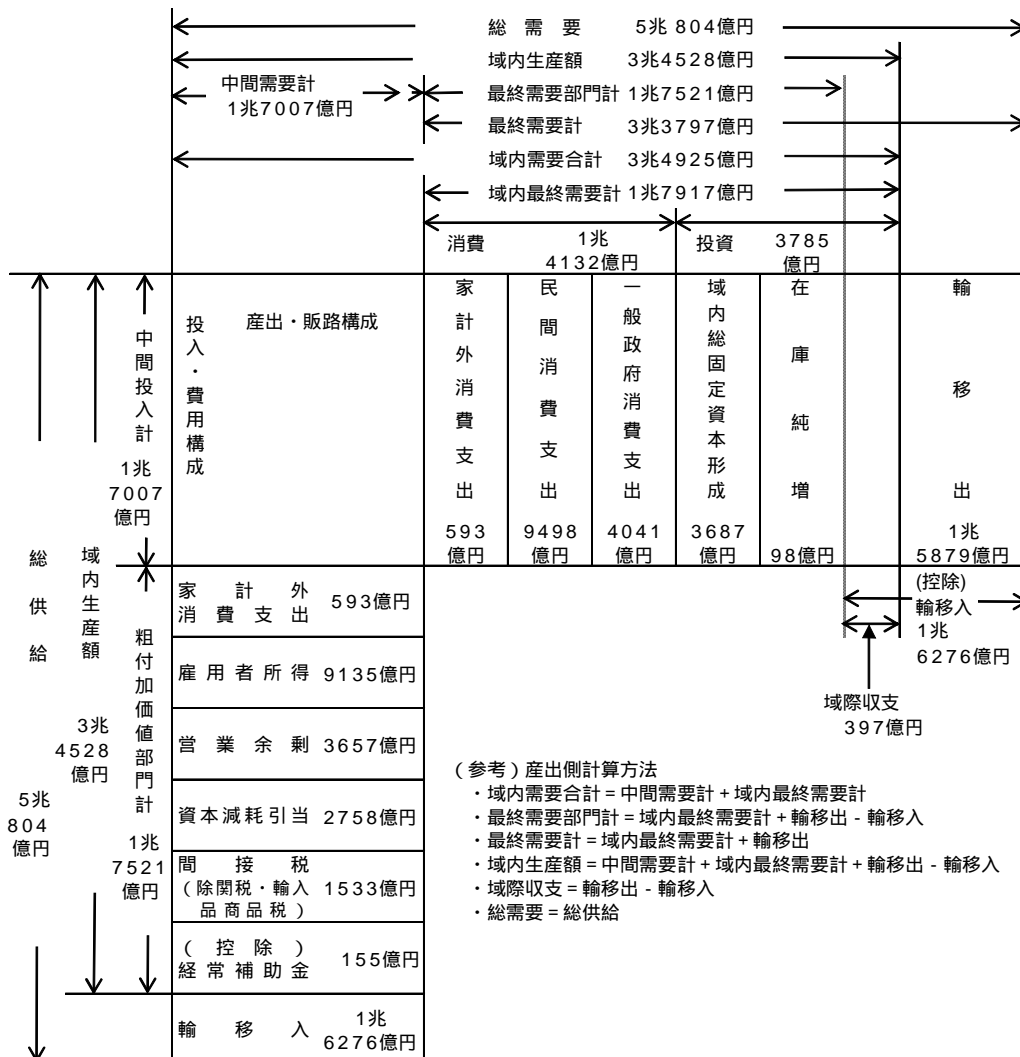 総需要 5兆 804億円
域内生産額 3兆4528億円
中間需要計
1兆7007億円
最終需要部門計 1兆7521億円
最終需要計 3兆3797億円
域内需要合計 3兆4925億円
域内最終需要計 1兆7917億円
消費 1兆
4132億円
投資 3785
億円
投入・費用構成
産出・販路構成
家計外消費支出
593
億円
民間消費支出
9498
億円
一般政府消費支出
4041
億円
域内総固定資本形成
3687
億円
在庫純増
98億円
輸移出
1兆
5879億円
総供給
5兆
804
億円
域内生産額
3兆
4528
億円
中間投入計
1兆
7007
億円
粗付加価値部門計
1兆
7521
億円
家計外
消費支出 593億円
雇用者所得 9135億円
営業余剰 3657億円
資本減耗引当 2758億円
間接税
(除関税・輸入 1533億円
品商品税)
(控除)
経常補助金 155億円
輸移入 1兆
6276億円
(控除)
輸移入
1兆
6276億円
域際収支
397億円
(参考)産出側計算方法
・域内需要合計=中間需要計+域内最終需要計
・最終需要部門計=域内最終需要計+輸移出-輸移入
・最終需要計=域内最終需要計+輸移出
・域内生産額=中間需要計+域内最終需要計+輸移出-輸移入
・域際収支=輸移出-輸移入
・総需要=総供給